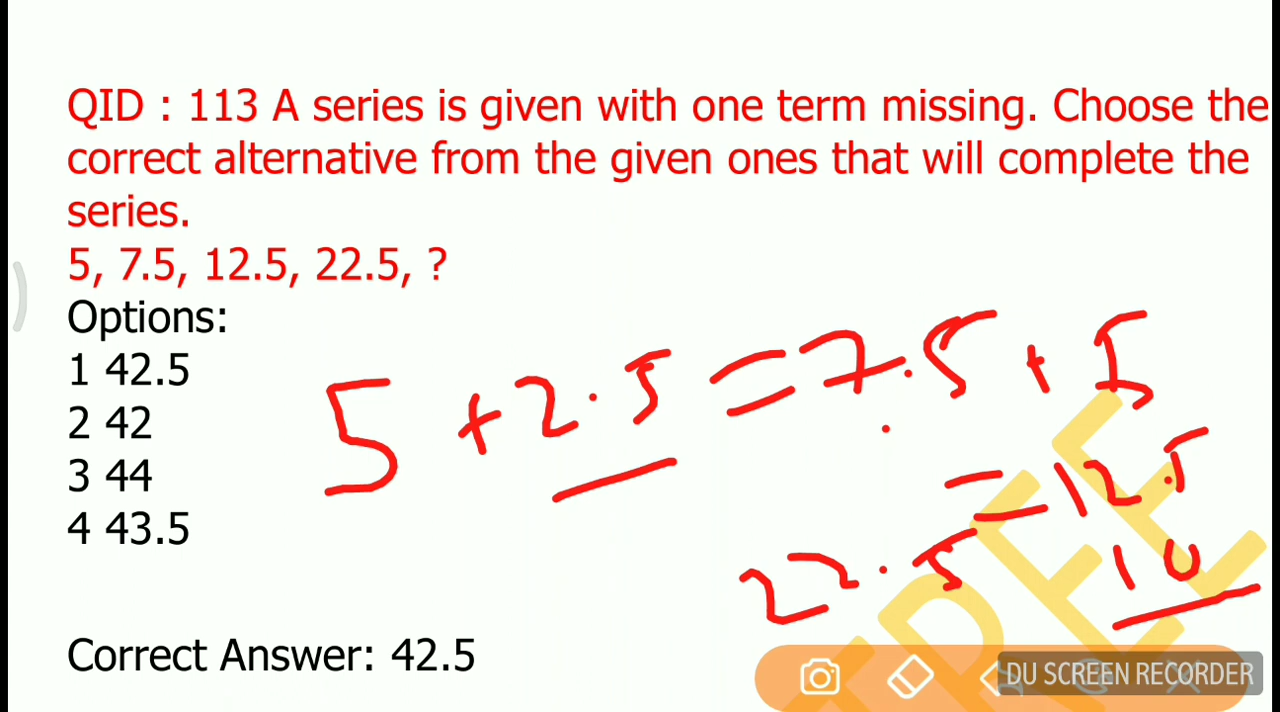 QID : 113 A series is given with one term missing. Choose the
correct alternative from the given ones that will complete the
series.
5, 7.5, 12.5, 22.5, ?
Options:
1 42.5
2 42
3 44
4 43.5
5 + 2.5 = 7.5 + 5
= 12.5
22.5 10
Correct Answer: 42.5
DU SCREEN RECORDER